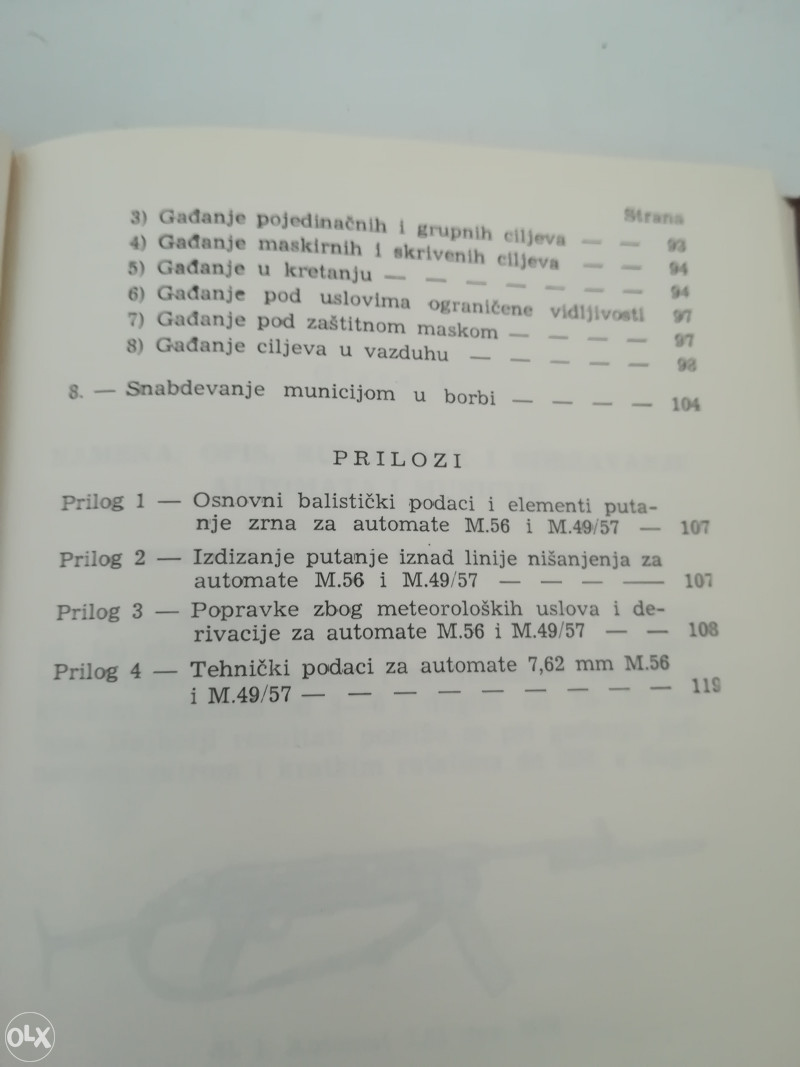 Strana
3) Gađanje pojedinačnih i grupnih ciljeva — — 93
4) Gađanje maskirnih i skrivenih ciljeva — — 94
5) Gađanje u kretanju — — — — — — — 94
6) Gađanje pod uslovima ograničene vidljivosti 97
7) Gađanje pod zaštitnom maskom — — — — 97
8) Gađanje ciljeva u vazduhu — — — — — 98
8. — Snabdevanje municijom u borbi — — — — 104
PRILOZI
Prilog 1 — Osnovni balistički podaci i elementi puta-
nje zrna za automate M.56 i M.49/57 — 107
Prilog 2 — Izdizanje putanje iznad linije nišanjenja za
automate M.56 i M.49/57 — — — — 107
Prilog 3 — Popravke zbog meteoroloških uslova i de-
rivacije za automate M.56 i M.49/57 — — 108
Prilog 4 — Tehnički podaci za automate 7,62 mm M.56
i M.49/57 — — — — — — — — — 119
OLX